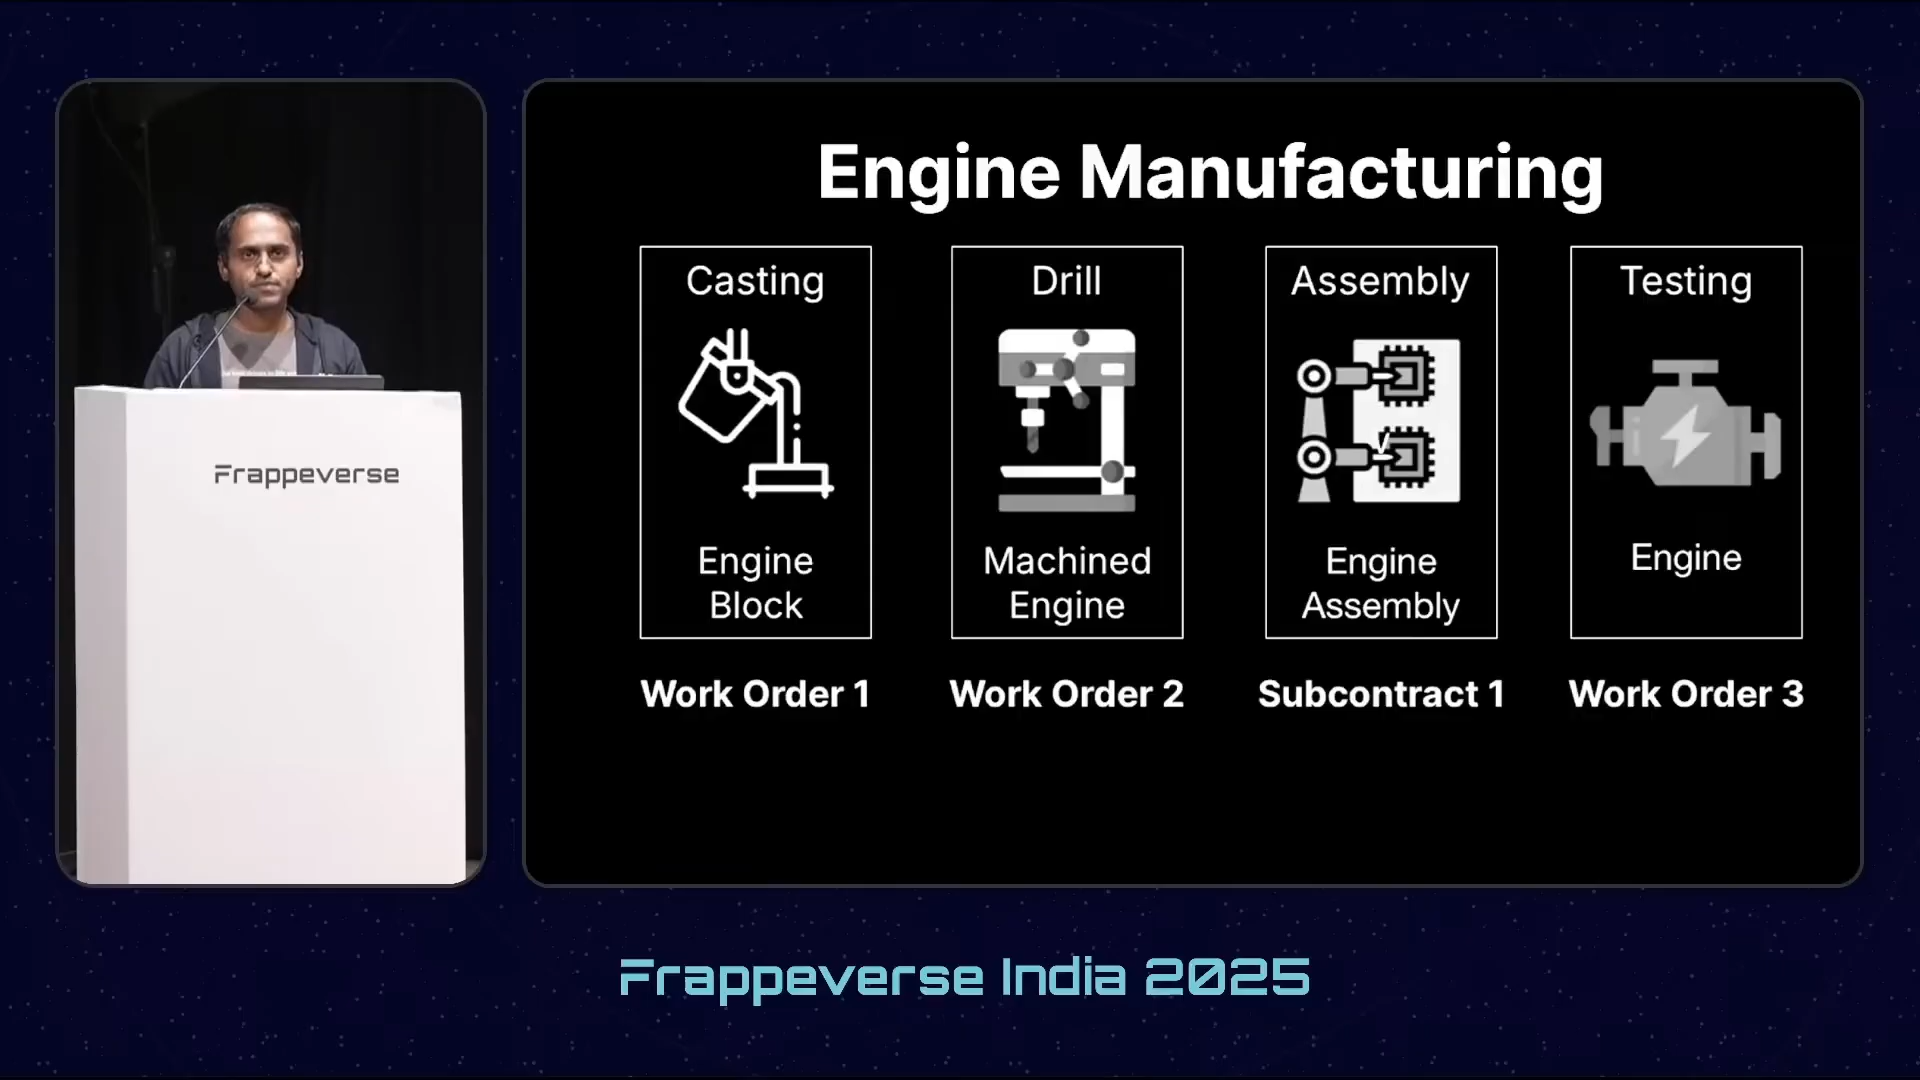 Frappeverse
Engine Manufacturing
Casting
Engine
Block
Work Order 1
Drill
Machined
Engine
Work Order 2
Assembly
Engine
Assembly
Subcontract 1
Testing
Engine
Work Order 3
Frappeverse India 2025